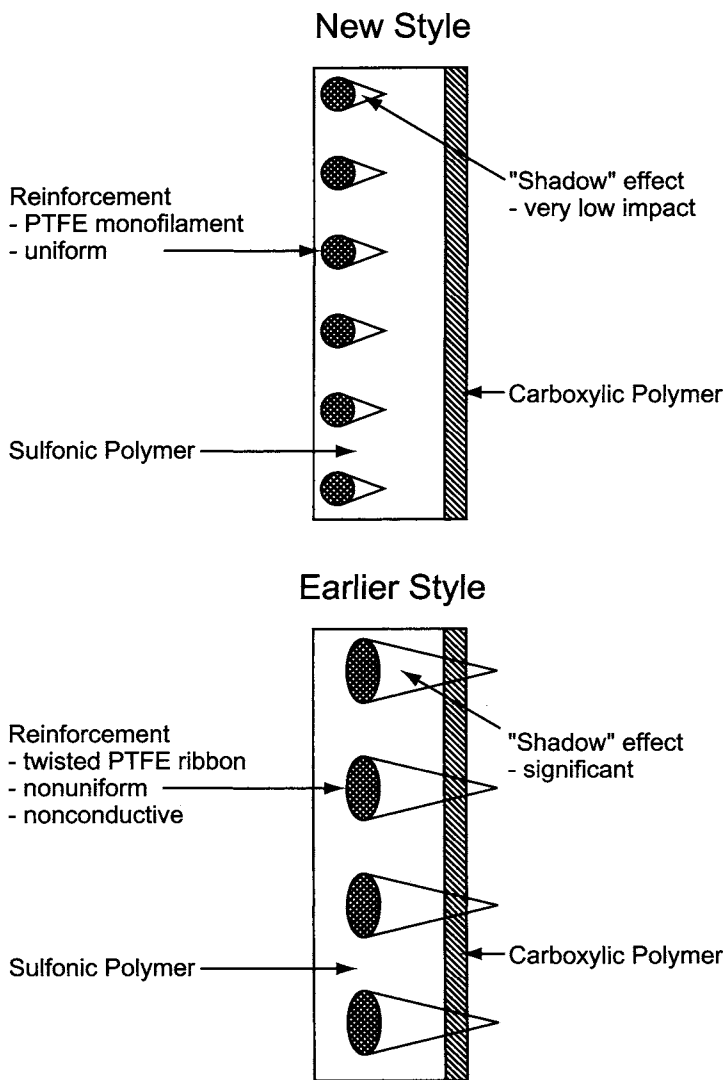 New Style
Reinforcement
- PTFE monofilament
- uniform
"Shadow" effect
- very low impact
Carboxylic Polymer
Sulfonic Polymer
Earlier Style
Reinforcement
- twisted PTFE ribbon
- nonuniform
- nonconductive
"Shadow" effect
- significant
Sulfonic Polymer
Carboxylic Polymer